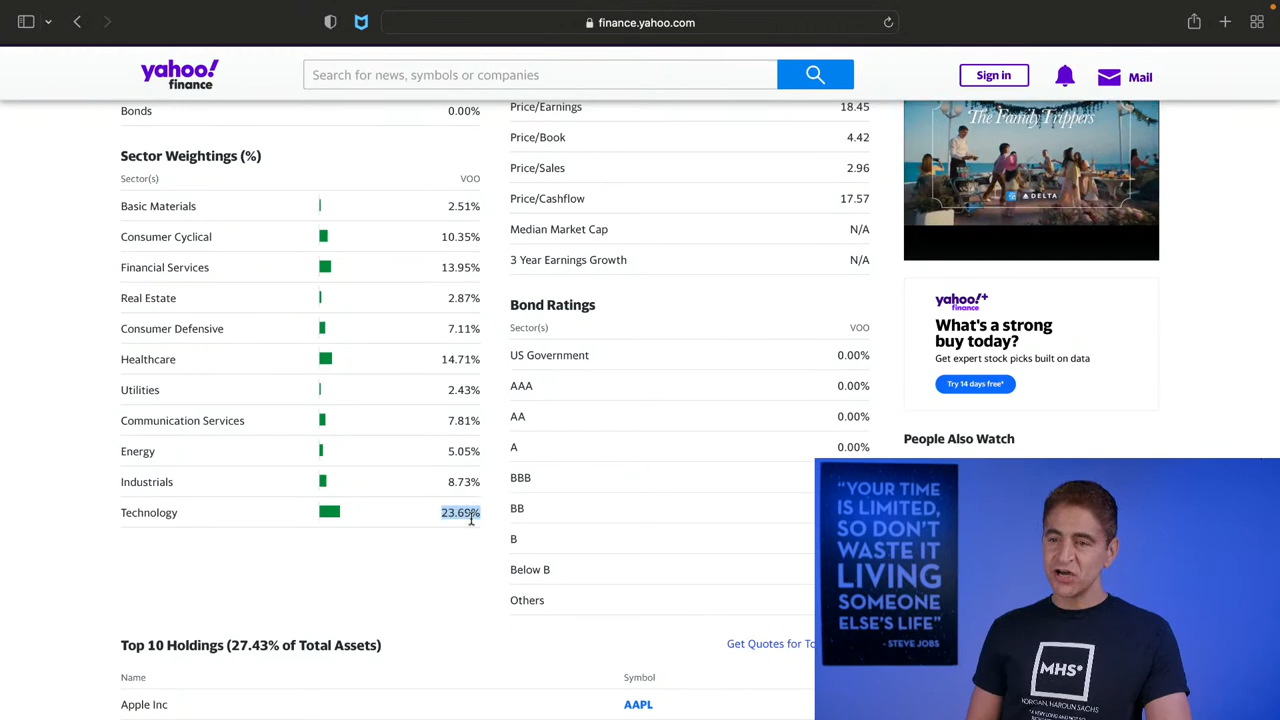 finance.yahoo.com
yahoo!
finance
Search for news, symbols or companies
Sign in
Mail
Bonds 0.00%
Sector Weightings (%)
Sector(s) VOO
Basic Materials 2.51%
Consumer Cyclical 10.35%
Financial Services 13.95%
Real Estate 2.87%
Consumer Defensive 7.11%
Healthcare 14.71%
Utilities 2.43%
Communication Services 7.81%
Energy 5.05%
Industrials 8.73%
Technology 23.69%
Price/Earnings 18.45
Price/Book 4.42
Price/Sales 2.96
Price/Cashflow 17.57
Median Market Cap N/A
3 Year Earnings Growth N/A
Bond Ratings
Sector(s) VOO
US Government 0.00%
AAA 0.00%
AA 0.00%
A 0.00%
BBB
BB
B
Below B
Others
Top 10 Holdings (27.43% of Total Assets)
Get Quotes for To
Name Symbol
Apple Inc AAPL
The Family Trippers
DELTA
yahoo!+
finance
What's a strong
buy today?
Get expert stock picks built on data
Try 14 days free*
People Also Watch
"YOUR TIME
IS LIMITED,
SO DON'T
WASTE IT
LIVING
SOMEONE
ELSE'S LIFE"
- STEVE JOBS
MHS